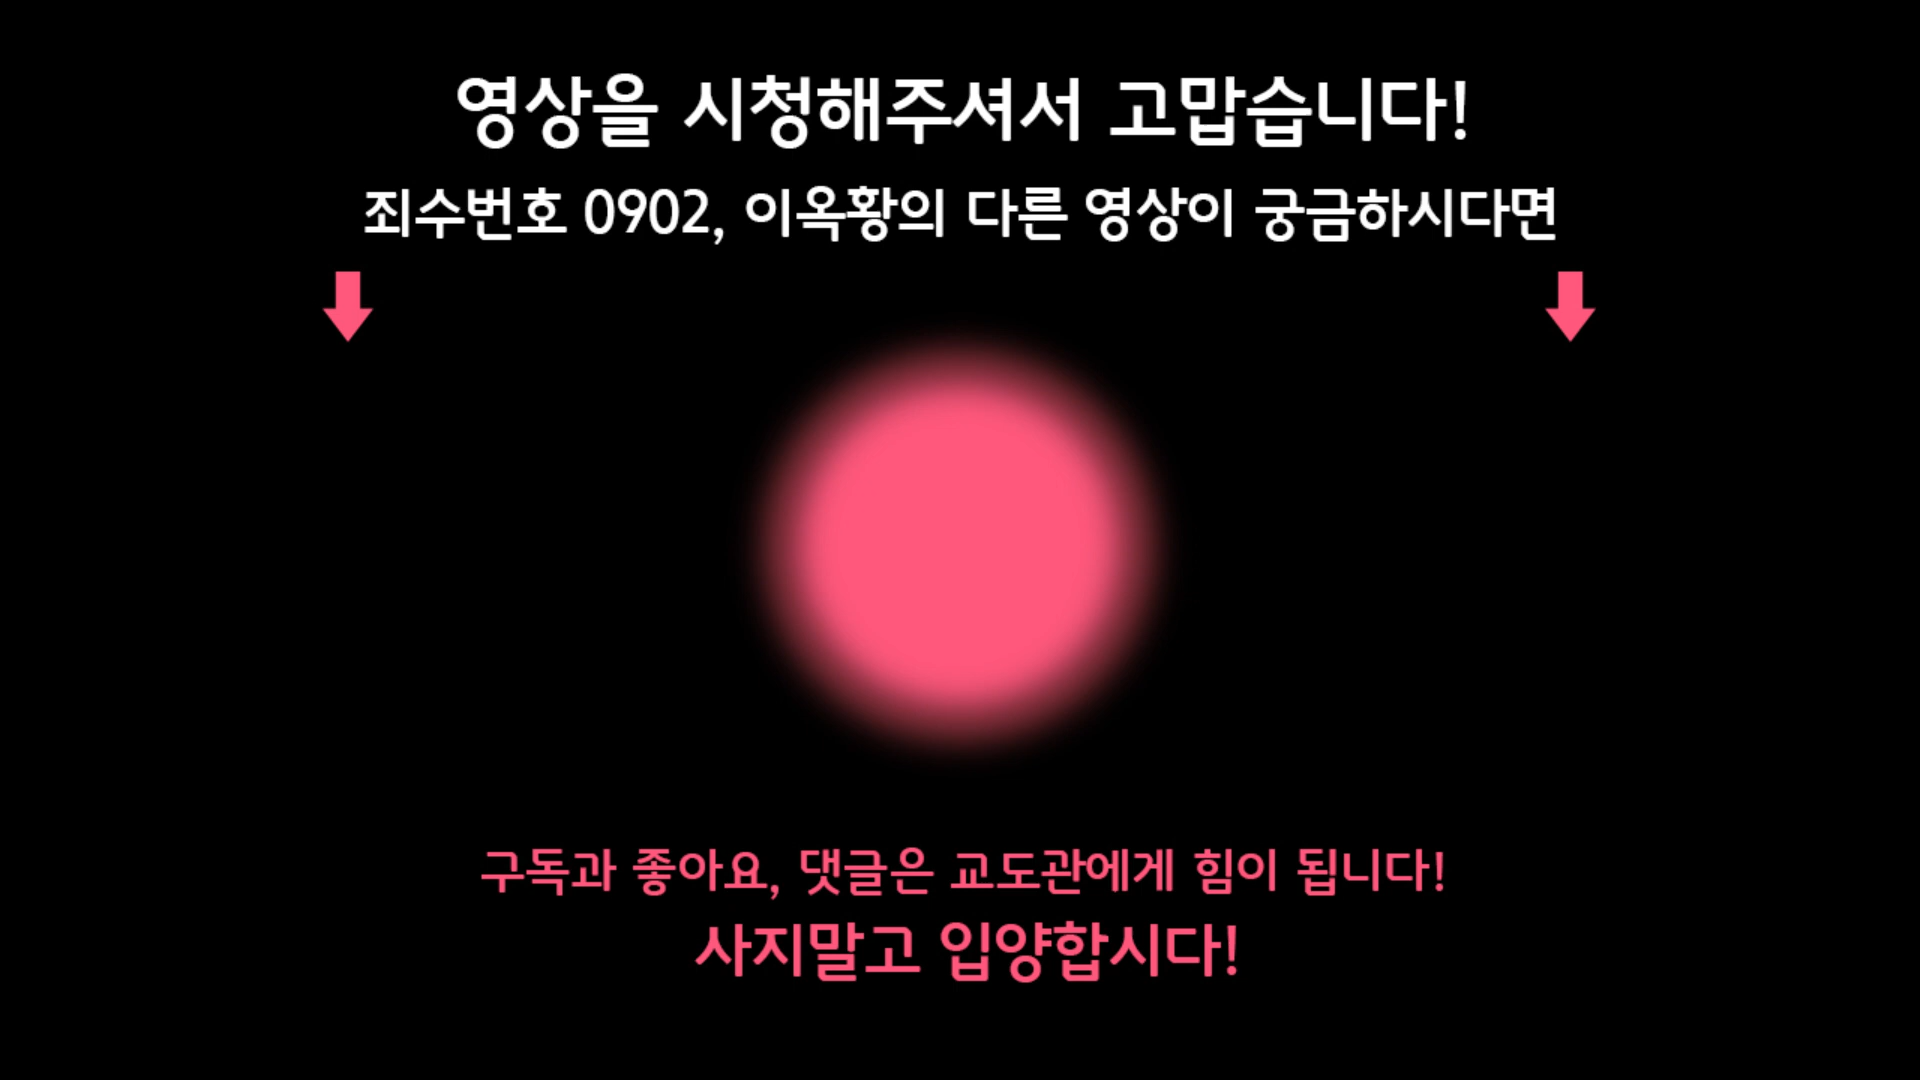 영상을 시청해주셔서 고맙습니다!
죄수번호 0902, 이옥황의 다른 영상이 궁금하시다면
구독과 좋아요, 댓글은 교도관에게 힘이 됩니다!
사지말고 입양합시다!